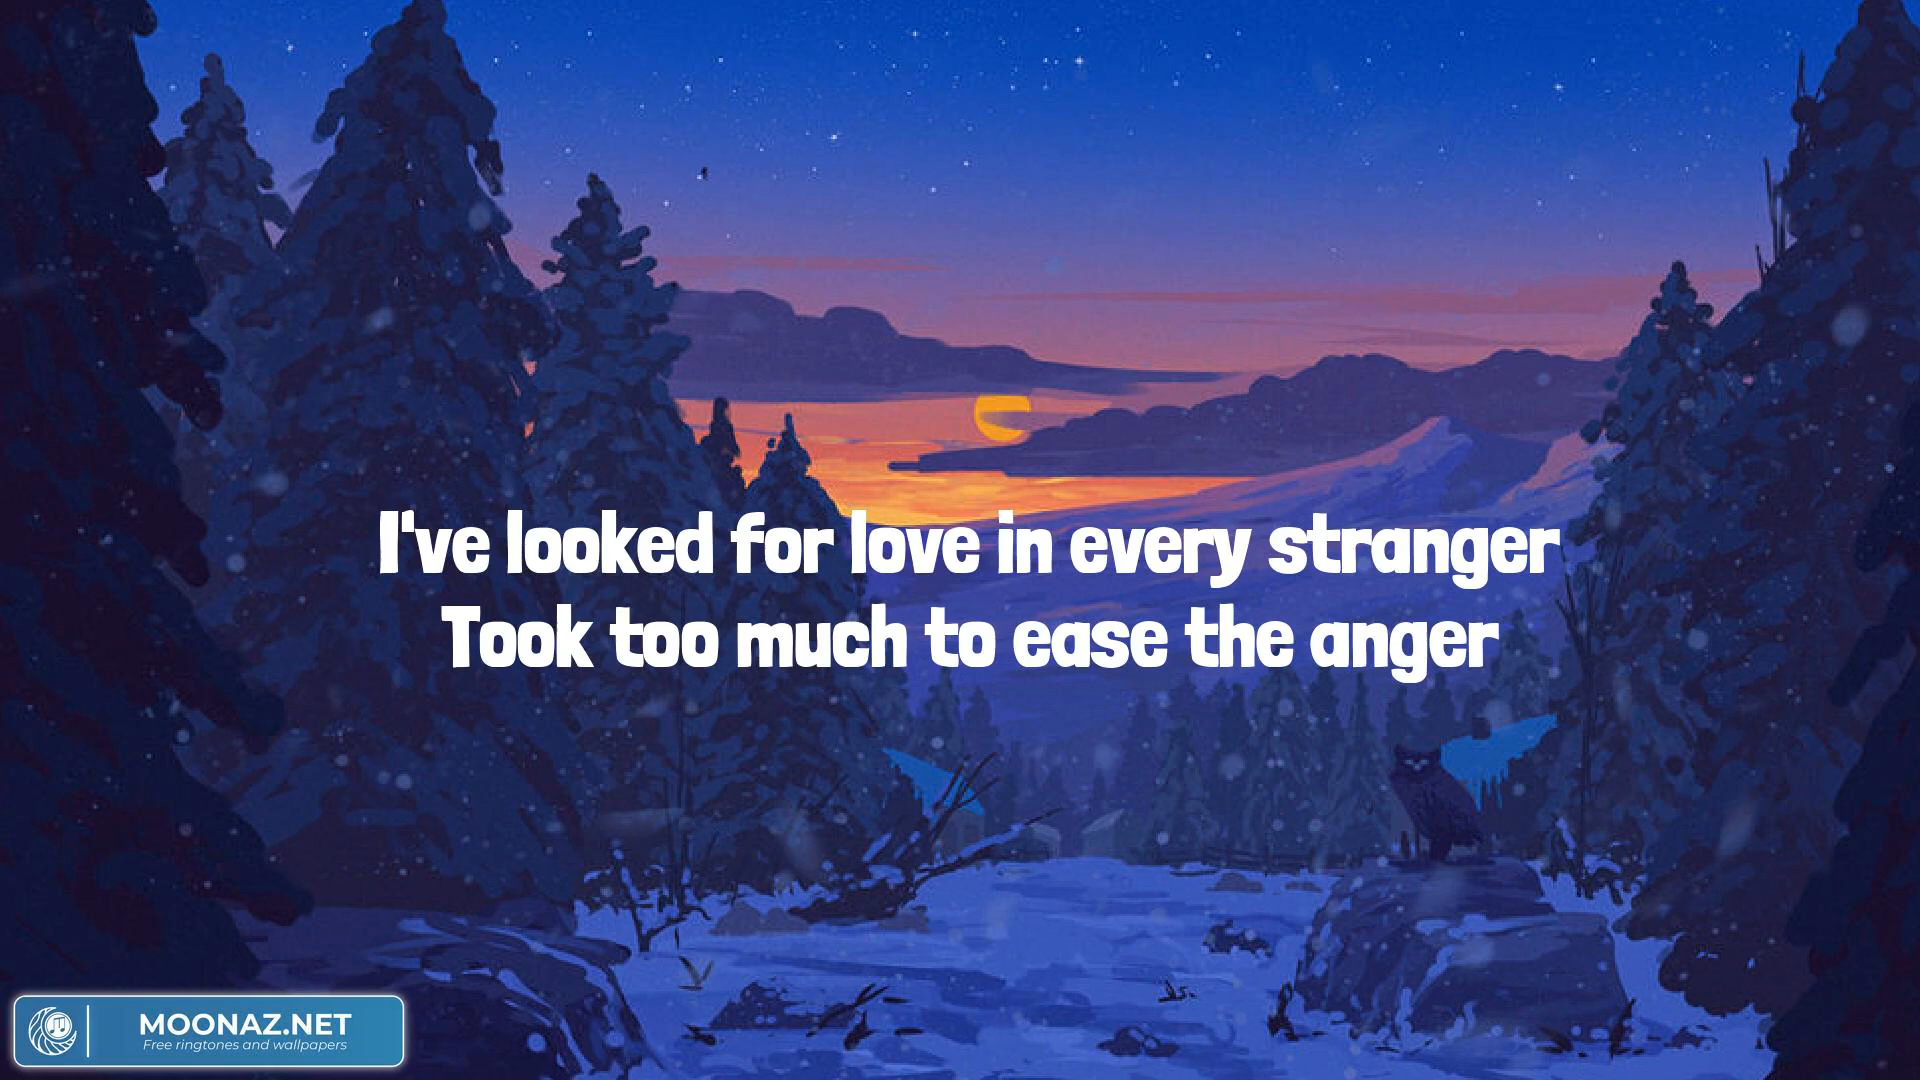 I've looked for love in every stranger
Took too much to ease the anger
MOONAZ.NET
Free ringtones and wallpapers